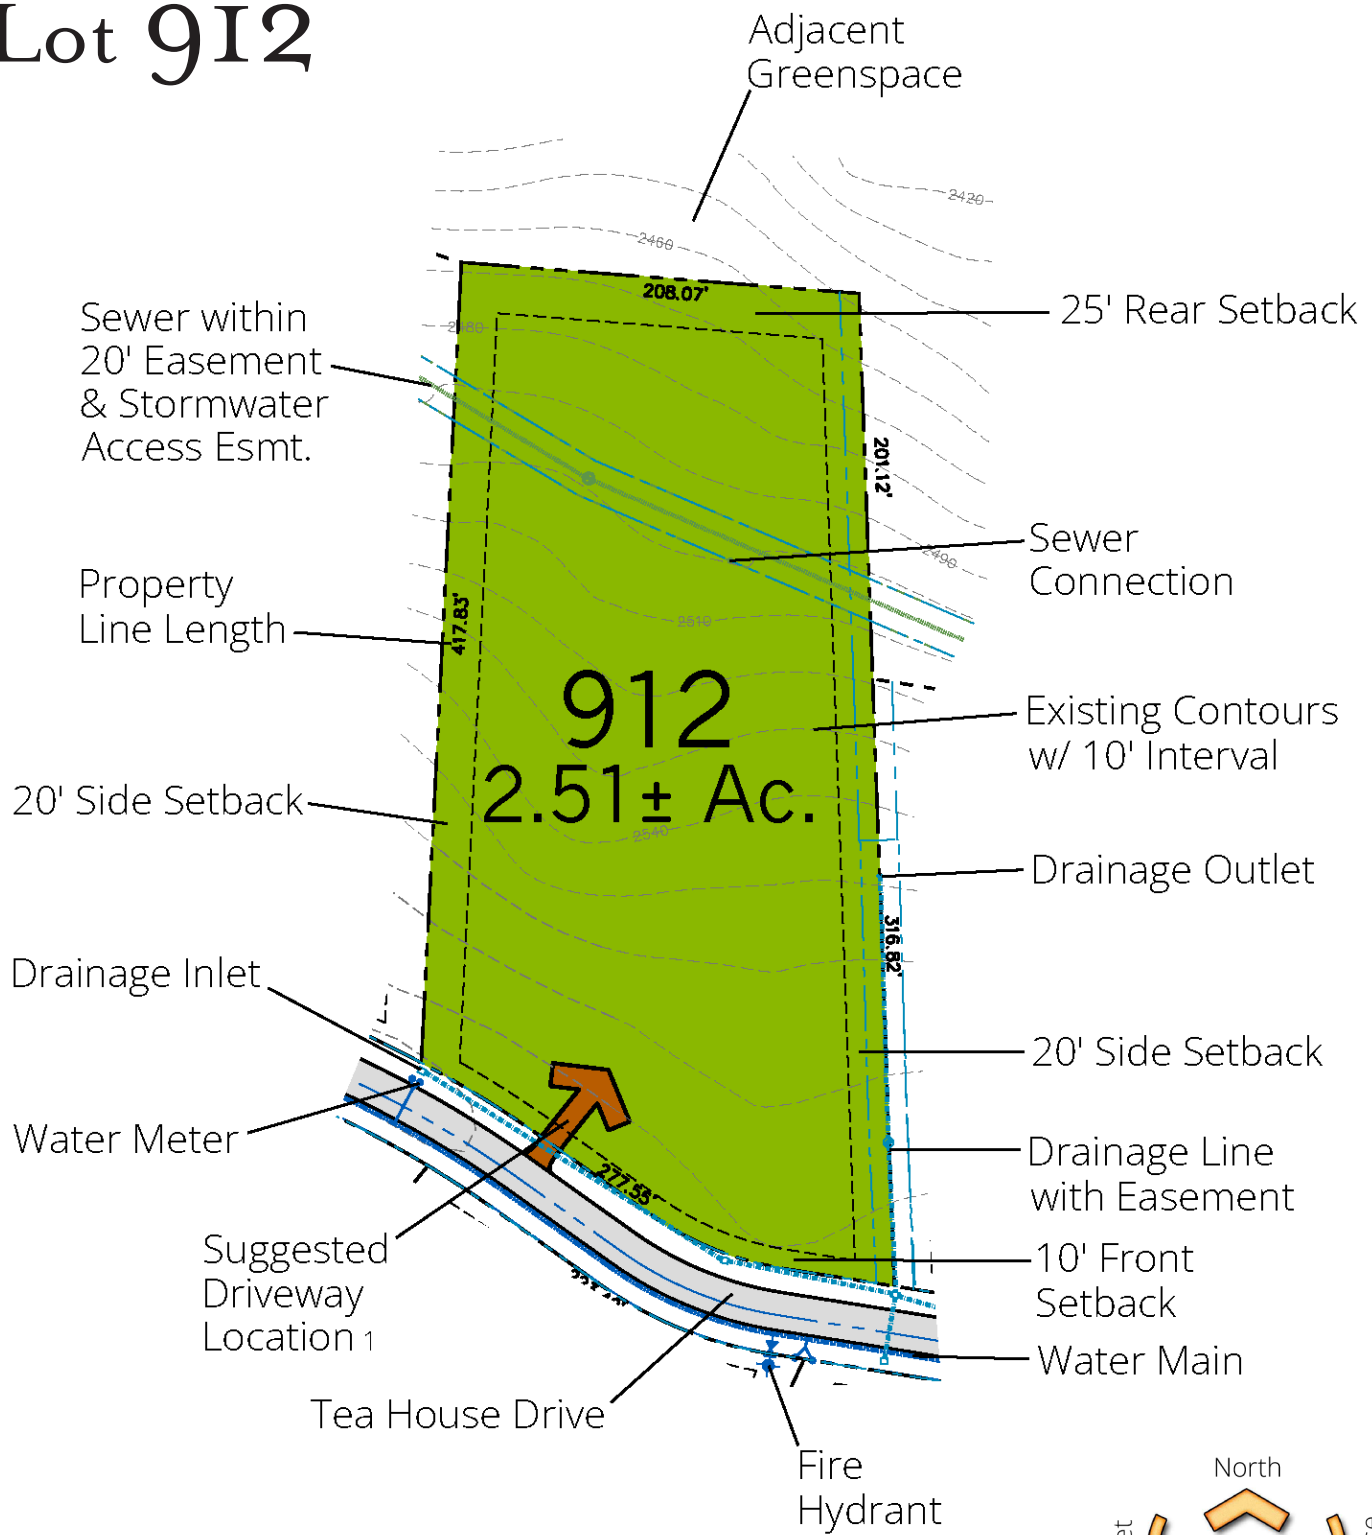 Lot 912
Adjacent
Greenspace
2420
2460
208.07'
25' Rear Setback
Sewer within
20' Easement
& Stormwater
Access Esmt.
2480
201.12'
Sewer
Connection
2490
Property
Line Length
417.83'
2510
912
2.51± Ac.
Existing Contours
w/ 10' Interval
20' Side Setback
2540
Drainage Outlet
316.82'
Drainage Inlet
20' Side Setback
Water Meter
Drainage Line
with Easement
277.55'
Suggested
Driveway
Location 1
10' Front
Setback
Water Main
Tea House Drive
Fire
Hydrant
North